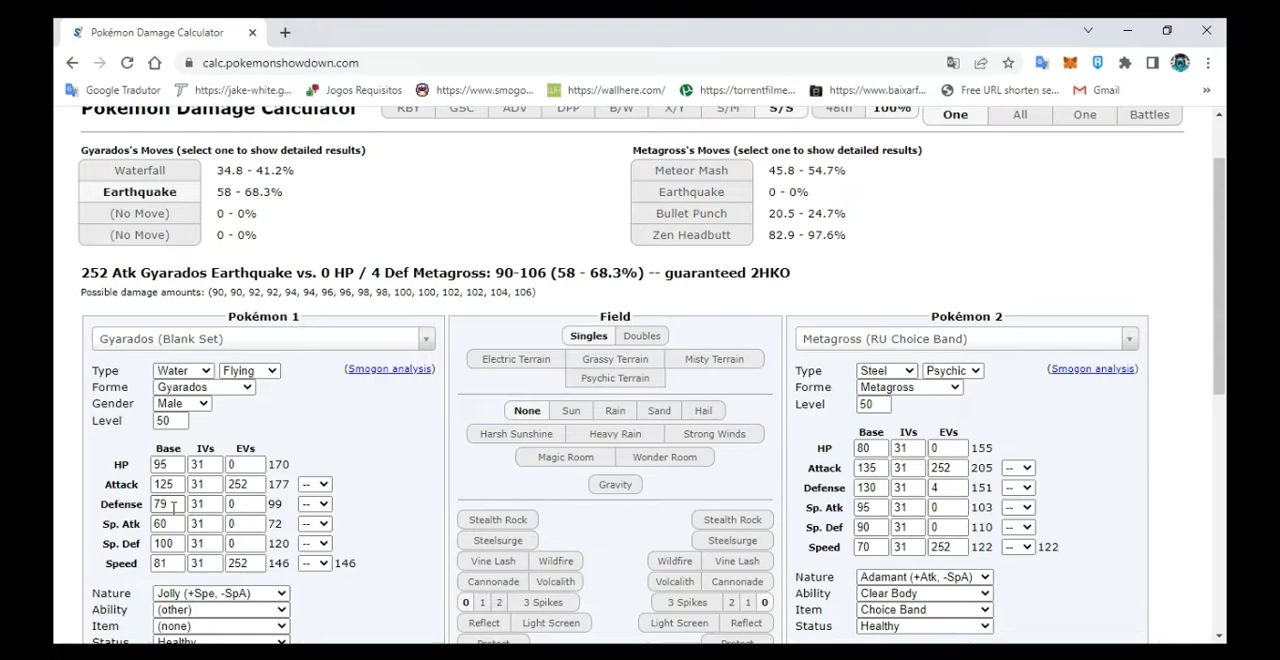 Pokémon Damage Calculator
calc.pokemonshowdown.com
Google Tradutor https://jake-white.g... Jogos Requisitos https://www.smogo... https://wallhere.com/ https://torrentfilme... https://www.baixarf... Free URL shorten se... Gmail »
Pokémon Damage Calculator RBY GSC ADV DPP B/W X/Y S/M S/S 48th 100% One All One Battles
Gyarados's Moves (select one to show detailed results) Metagross's Moves (select one to show detailed results)
Waterfall 34.8 - 41.2% Meteor Mash 45.8 - 54.7%
Earthquake 58 - 68.3% Earthquake 0 - 0%
(No Move) 0 - 0% Bullet Punch 20.5 - 24.7%
(No Move) 0 - 0% Zen Headbutt 82.9 - 97.6%
252 Atk Gyarados Earthquake vs. 0 HP / 4 Def Metagross: 90-106 (58 - 68.3%) -- guaranteed 2HKO
Possible damage amounts: (90, 90, 92, 92, 94, 94, 96, 96, 98, 98, 100, 100, 102, 102, 104, 106)
Pokémon 1
Gyarados (Blank Set)
Type Water Flying (Smogon analysis)
Forme Gyarados
Gender Male
Level 50
Base IVs EVs
HP 95 31 0 170
Attack 125 31 252 177 --
Defense 79 31 0 99 --
Sp. Atk 60 31 0 72 --
Sp. Def 100 31 0 120 --
Speed 81 31 252 146 -- 146
Nature Jolly (+Spe, -SpA)
Ability (other)
Item (none)
Status Healthy
Field
Singles Doubles
Electric Terrain Grassy Terrain Misty Terrain
Psychic Terrain
None Sun Rain Sand Hail
Harsh Sunshine Heavy Rain Strong Winds
Magic Room Wonder Room
Gravity
Stealth Rock Stealth Rock
Steelsurge Steelsurge
Vine Lash Wildfire Wildfire Vine Lash
Cannonade Volcalith Volcalith Cannonade
0 1 2 3 Spikes 3 Spikes 2 1 0
Reflect Light Screen Light Screen Reflect
Protect Protect
Pokémon 2
Metagross (RU Choice Band)
Type Steel Psychic (Smogon analysis)
Forme Metagross
Level 50
Base IVs EVs
HP 80 31 0 155
Attack 135 31 252 205 --
Defense 130 31 4 151 --
Sp. Atk 95 31 0 103 --
Sp. Def 90 31 0 110 --
Speed 70 31 252 122 -- 122
Nature Adamant (+Atk, -SpA)
Ability Clear Body
Item Choice Band
Status Healthy